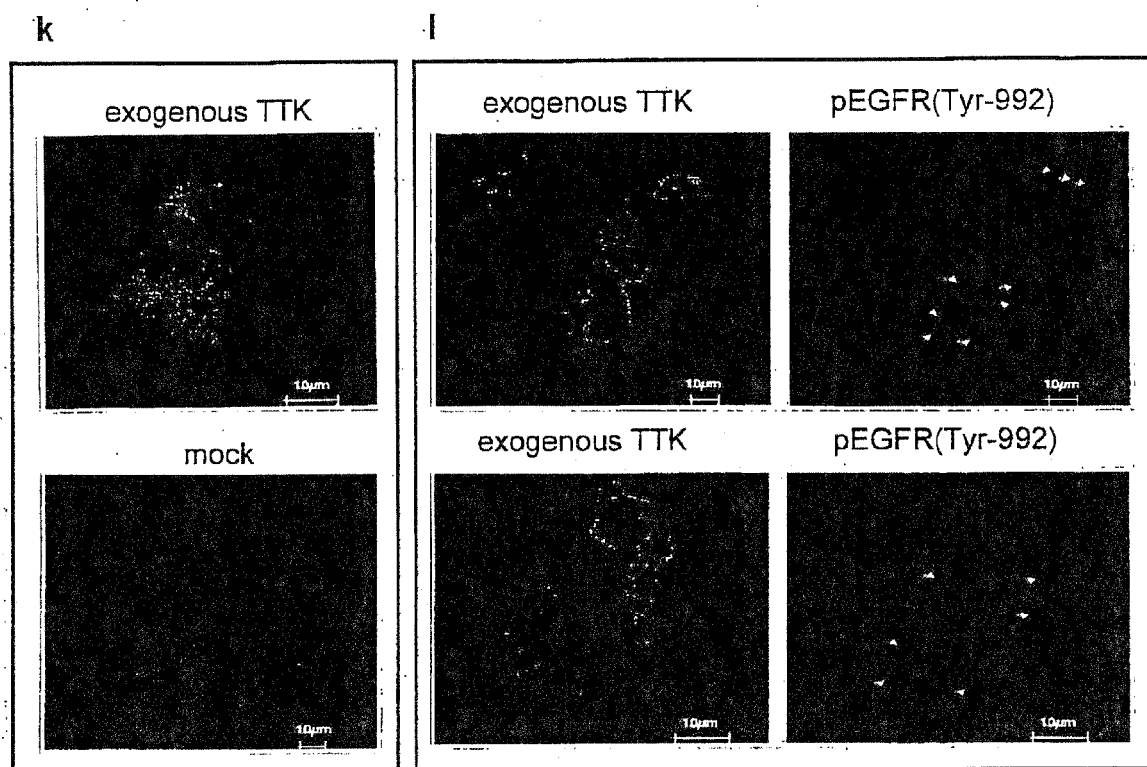 k
l
exogenous TTK
exogenous TTK
pEGFR(Tyr-992)
10μm
10μm
10μm
mock
exogenous TTK
pEGFR(Tyr-992)
10μm
10μm
10μm